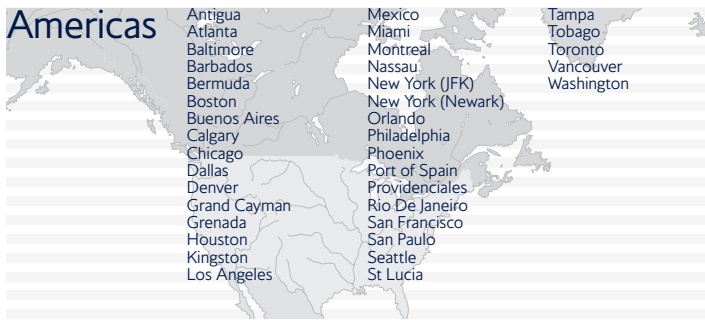 Americas
Antigua
Atlanta
Baltimore
Barbados
Bermuda
Boston
Buenos Aires
Calgary
Chicago
Dallas
Denver
Grand Cayman
Grenada
Houston
Kingston
Los Angeles
Mexico
Miami
Montreal
Nassau
New York (JFK)
New York (Newark)
Orlando
Philadelphia
Phoenix
Port of Spain
Providenciales
Rio De Janeiro
San Francisco
San Paulo
Seattle
St Lucia
Tampa
Tobago
Toronto
Vancouver
Washington